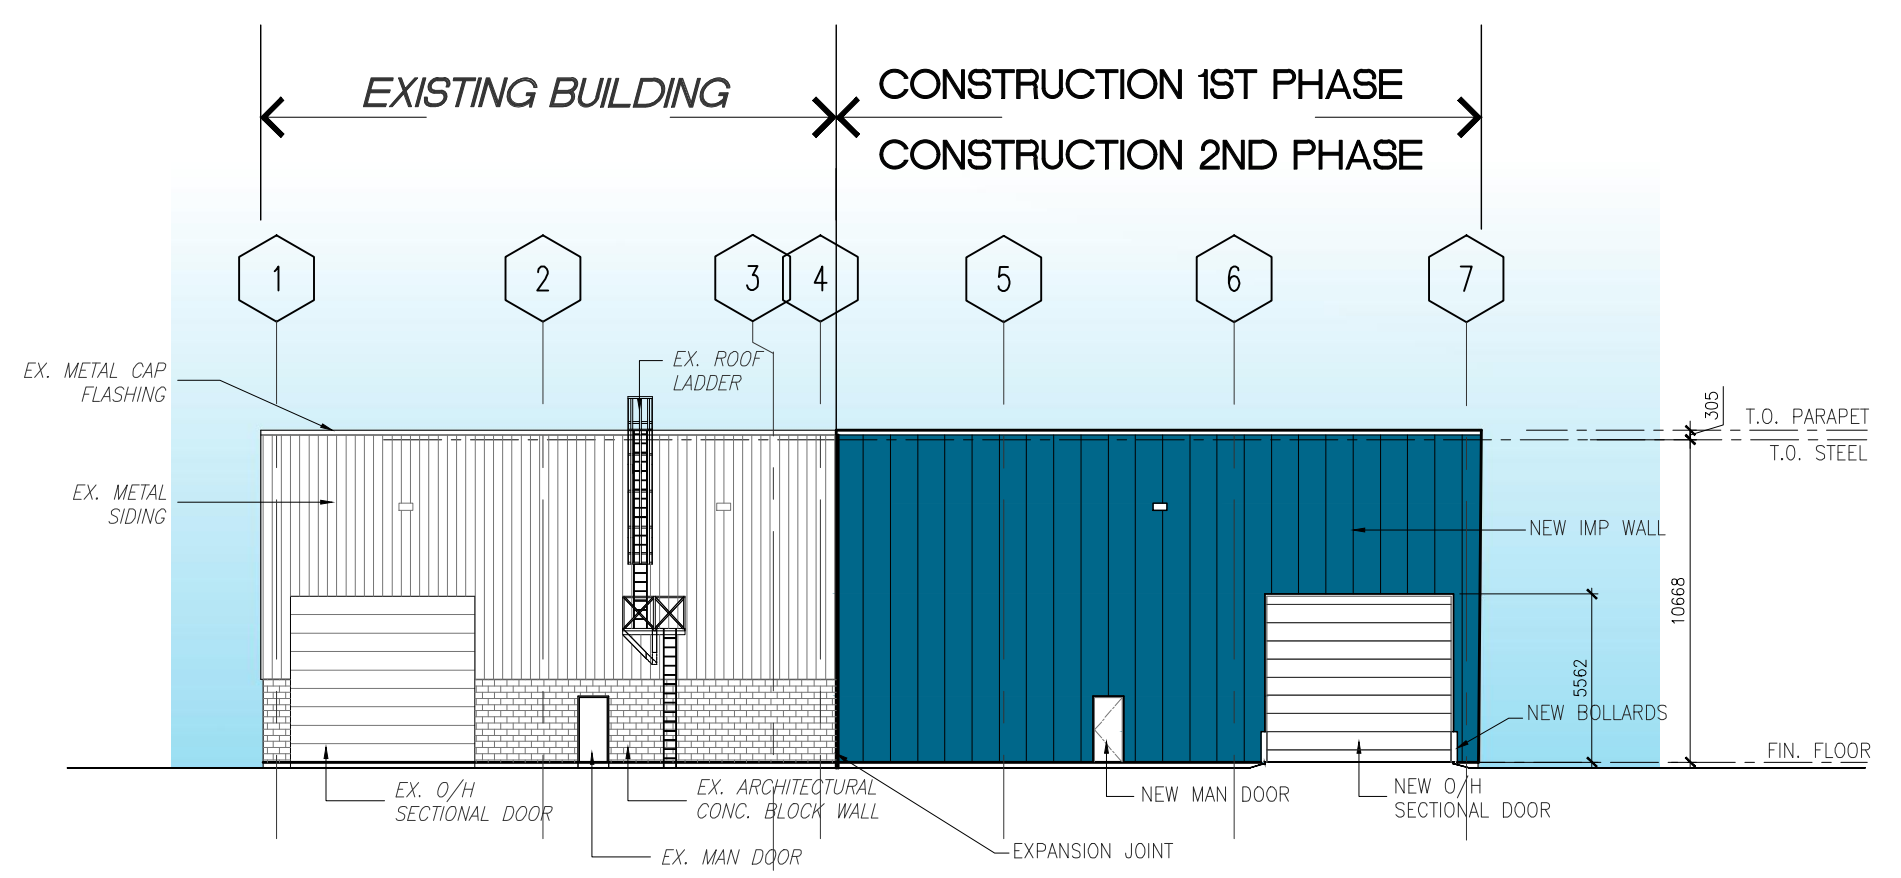 EXISTING BUILDING
CONSTRUCTION 1ST PHASE
CONSTRUCTION 2ND PHASE
1
2
3
4
5
6
7
EX. METAL CAP
FLASHING
EX. ROOF
LADDER
305
T.O. PARAPET
T.O. STEEL
EX. METAL
SIDING
NEW IMP WALL
10668
5562
NEW BOLLARDS
FIN. FLOOR
EX. O/H
SECTIONAL DOOR
EX. ARCHITECTURAL
CONC. BLOCK WALL
NEW MAN DOOR
NEW O/H
SECTIONAL DOOR
EX. MAN DOOR
EXPANSION JOINT